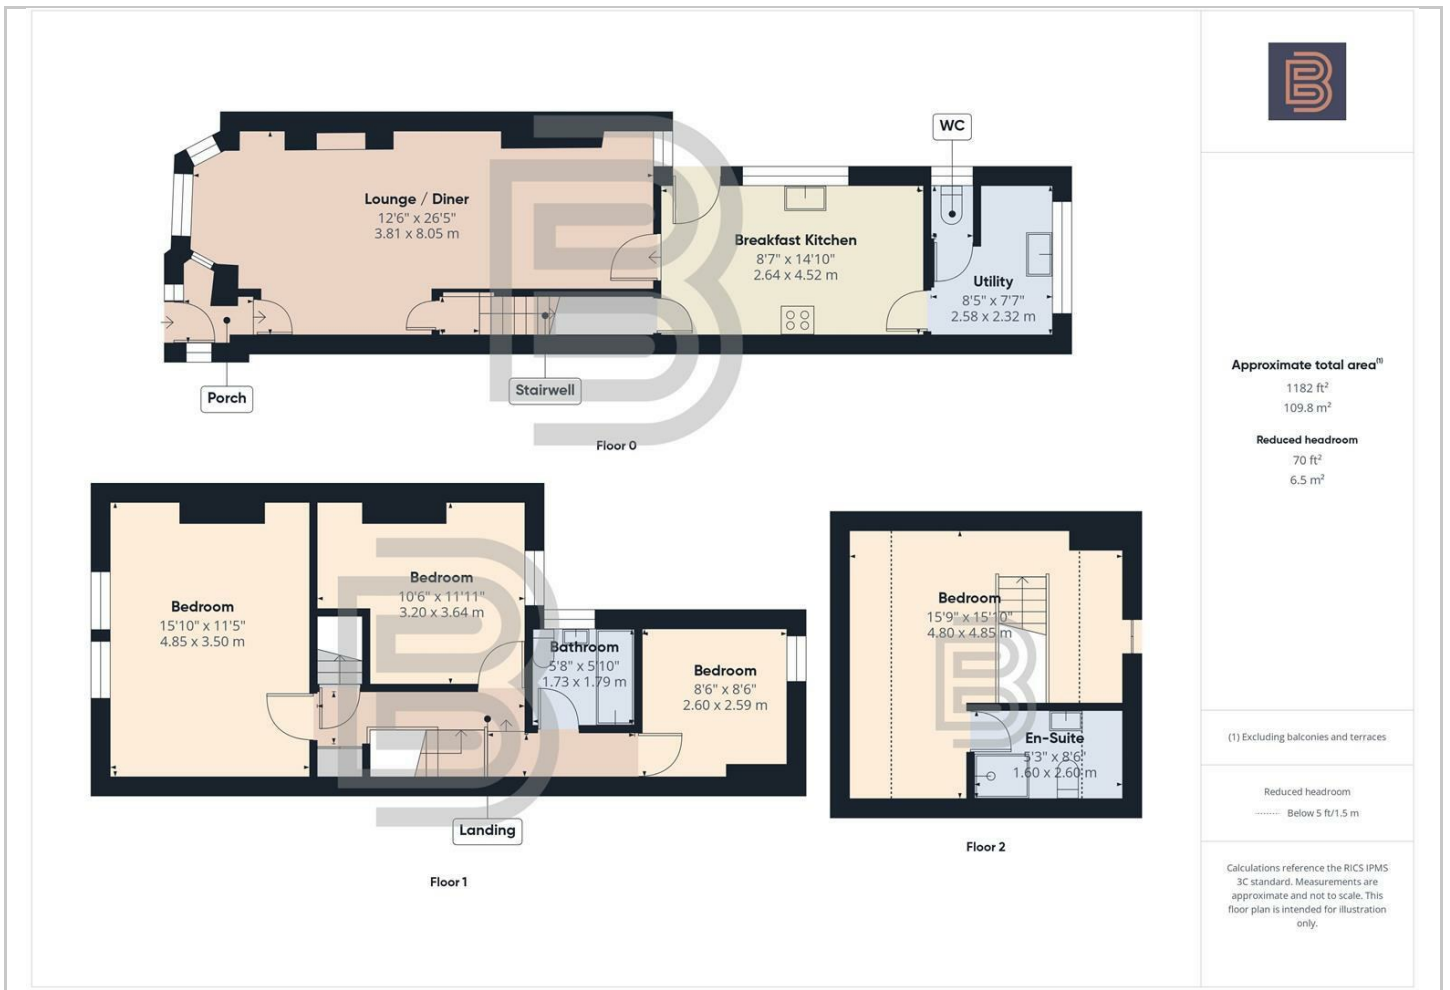 WC
Lounge / Diner
12'6" x 26'5"
3.81 x 8.05 m
Breakfast Kitchen
8'7" x 14'10"
2.64 x 4.52 m
Utility
8'5" x 7'7"
2.58 x 2.32 m
Porch
Stairwell
Floor 0
Bedroom
15'10" x 11'5"
4.85 x 3.50 m
Bedroom
10'6" x 11'11"
3.20 x 3.64 m
Bathroom
5'8" x 5'10"
1.73 x 1.79 m
Bedroom
8'6" x 8'6"
2.60 x 2.59 m
Landing
Floor 1
Bedroom
15'9" x 15'10"
4.80 x 4.85 m
En-Suite
5'3" x 8'6"
1.60 x 2.60 m
Floor 2
Approximate total area(1)
1182 ft²
109.8 m²
Reduced headroom
70 ft²
6.5 m²
(1) Excluding balconies and terraces
Reduced headroom
Below 5 ft/1.5 m
Calculations reference the RICS IPMS
3C standard. Measurements are
approximate and not to scale. This
floor plan is intended for illustration
only.